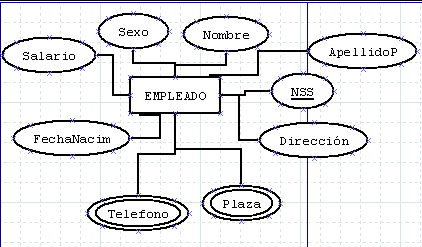 Sexo
Nombre
Salario
ApellidoP
EMPLEADO
NSS
FechaNacim
Dirección
Telefono
Plaza